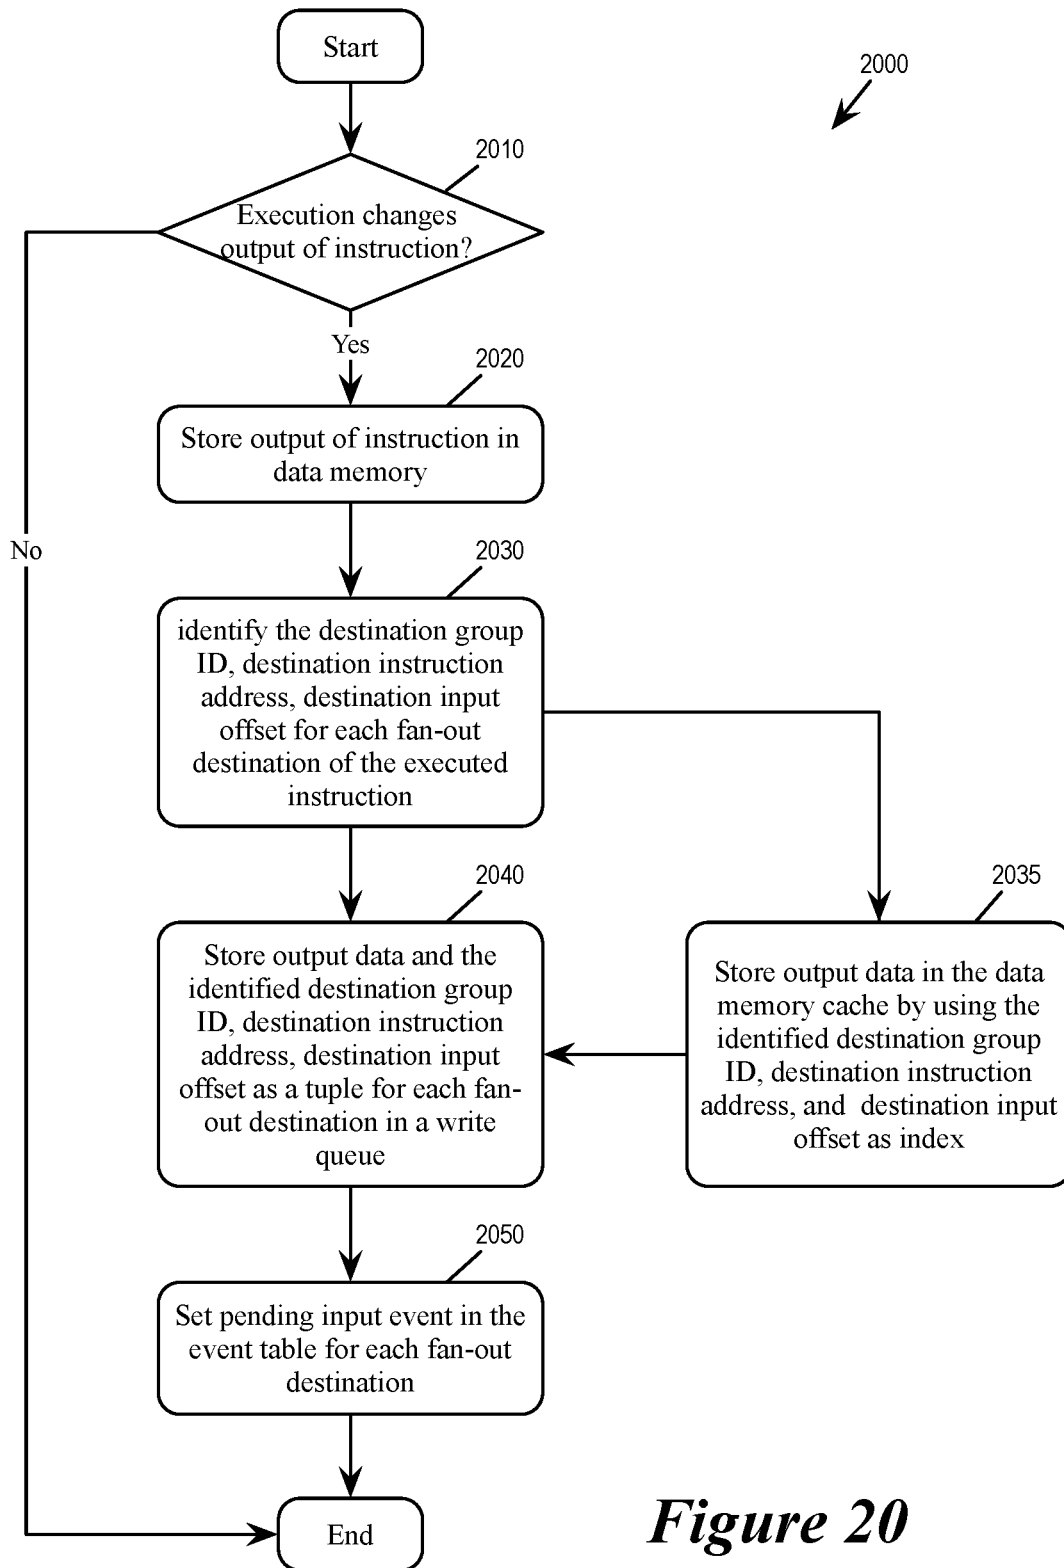 Start
2000
2010
Execution changes
output of instruction?
Yes
2020
Store output of instruction in
data memory
No
2030
identify the destination group
ID, destination instruction
address, destination input
offset for each fan-out
destination of the executed
instruction
2040
Store output data and the
identified destination group
ID, destination instruction
address, destination input
offset as a tuple for each fan-
out destination in a write
queue
2035
Store output data in the data
memory cache by using the
identified destination group
ID, destination instruction
address, and destination input
offset as index
2050
Set pending input event in the
event table for each fan-out
destination
End
Figure 20